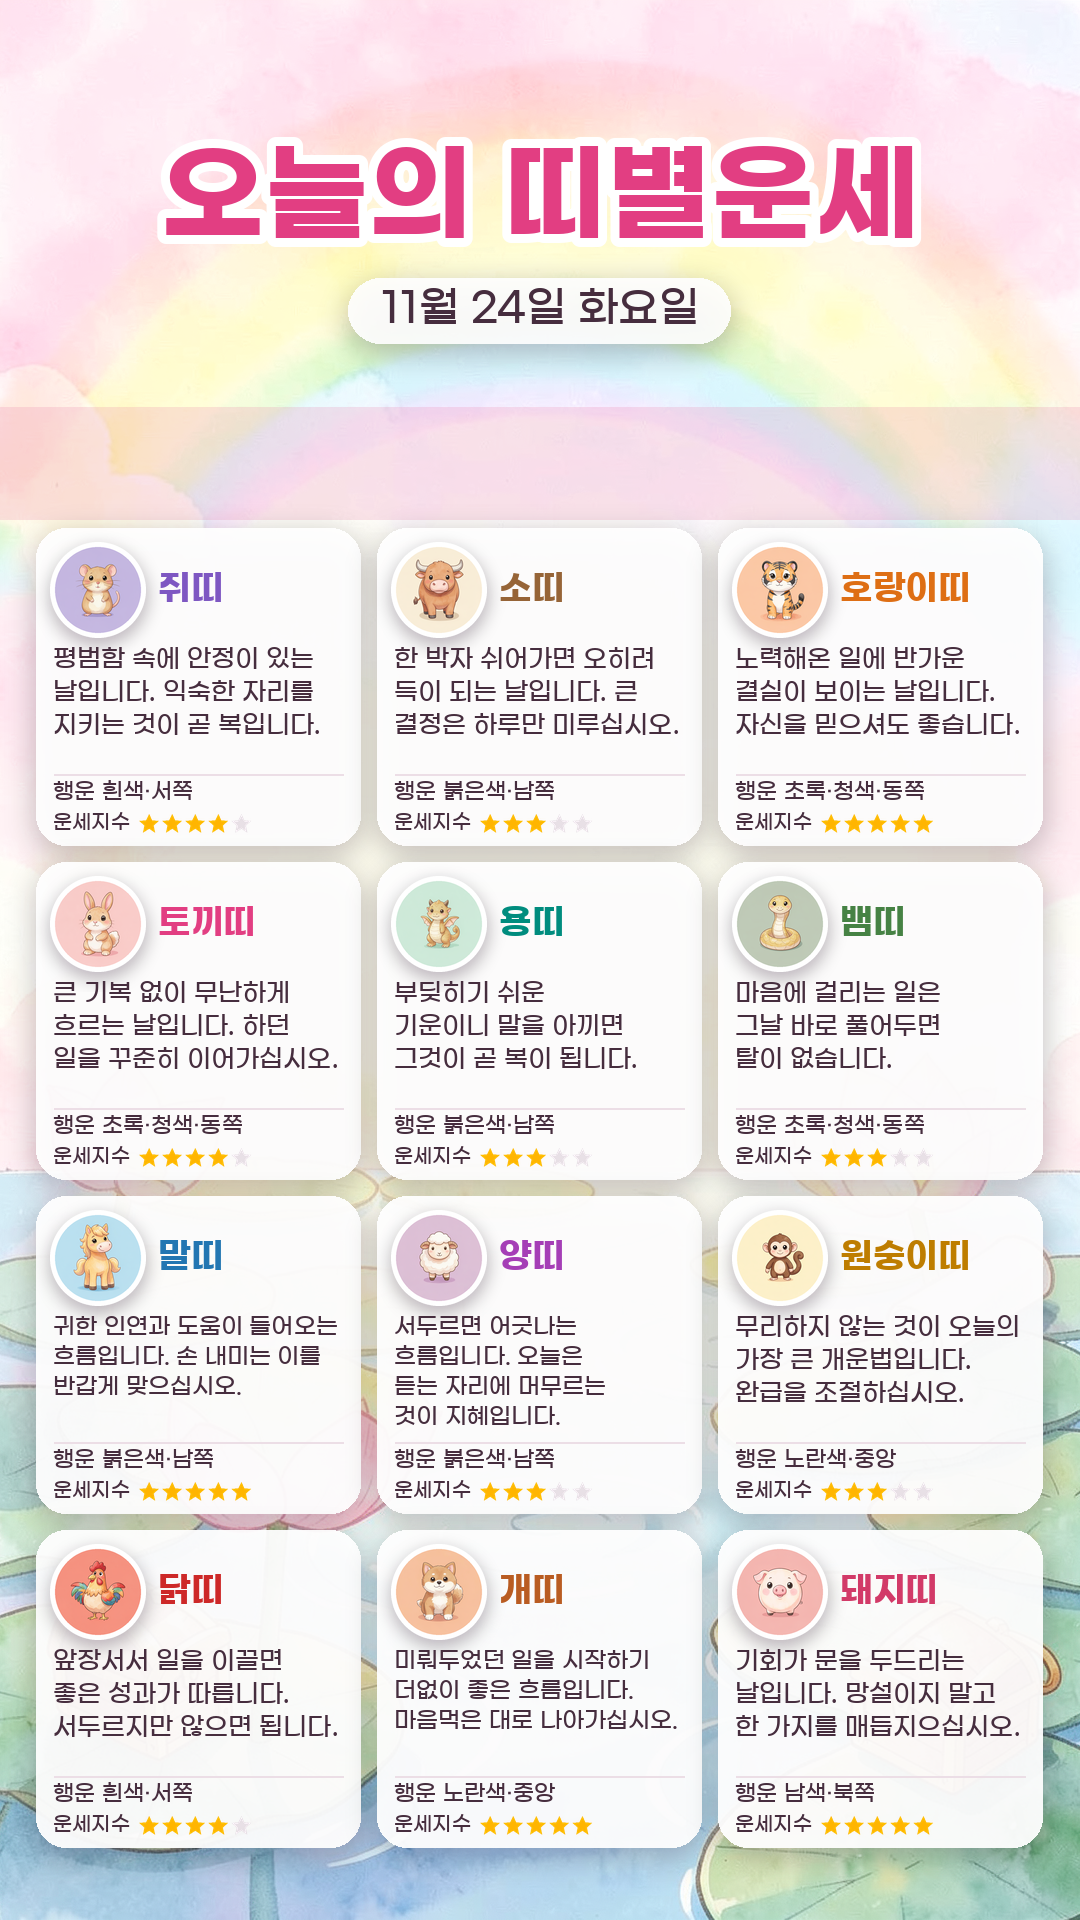 오늘의 띠별운세
11월 24일 화요일
쥐띠
평범함 속에 안정이 있는
날입니다. 익숙한 자리를
지키는 것이 곧 복입니다.
행운 흰색·서쪽
운세지수 ★★★★★
소띠
한 박자 쉬어가면 오히려
득이 되는 날입니다. 큰
결정은 하루만 미루십시오.
행운 붉은색·남쪽
운세지수 ★★★★★
호랑이띠
노력해온 일에 반가운
결실이 보이는 날입니다.
자신을 믿으셔도 좋습니다.
행운 초록·청색·동쪽
운세지수 ★★★★★
토끼띠
큰 기복 없이 무난하게
흐르는 날입니다. 하던
일을 꾸준히 이어가십시오.
행운 초록·청색·동쪽
운세지수 ★★★★★
용띠
부딪히기 쉬운
기운이니 말을 아끼면
그것이 곧 복이 됩니다.
행운 붉은색·남쪽
운세지수 ★★★★★
뱀띠
마음에 걸리는 일은
그날 바로 풀어두면
탈이 없습니다.
행운 초록·청색·동쪽
운세지수 ★★★★★
말띠
귀한 인연과 도움이 들어오는
흐름입니다. 손 내미는 이를
반갑게 맞으십시오.
행운 붉은색·남쪽
운세지수 ★★★★★
양띠
서두르면 어긋나는
흐름입니다. 오늘은
듣는 자리에 머무르는
것이 지혜입니다.
행운 붉은색·남쪽
운세지수 ★★★★★
원숭이띠
무리하지 않는 것이 오늘의
가장 큰 개운법입니다.
완급을 조절하십시오.
행운 노란색·중앙
운세지수 ★★★★★
닭띠
앞장서서 일을 이끌면
좋은 성과가 따릅니다.
서두르지만 않으면 됩니다.
행운 흰색·서쪽
운세지수 ★★★★★
개띠
미뤄두었던 일을 시작하기
더없이 좋은 흐름입니다.
마음먹은 대로 나아가십시오.
행운 노란색·중앙
운세지수 ★★★★★
돼지띠
기회가 문을 두드리는
날입니다. 망설이지 말고
한 가지를 매듭지으십시오.
행운 남색·북쪽
운세지수 ★★★★★